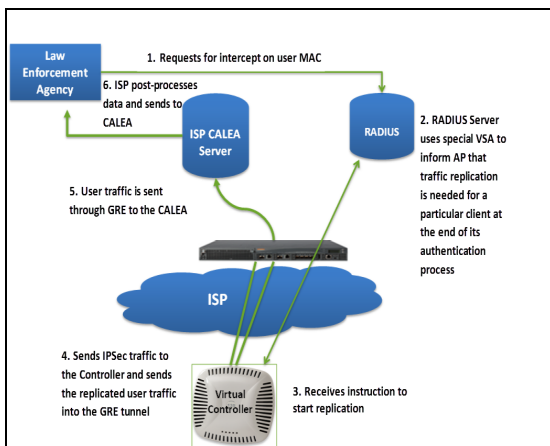 Law
Enforcement
Agency
1. Requests for intercept on user MAC
6. ISP post-processes
data and sends to
CALEA
ISP CALEA
Server
RADIUS
2. RADIUS Server
uses special VSA to
inform AP that
traffic replication
is needed for a
particular client at
the end of its
authentication
process
5. User traffic is sent
through GRE to the CALEA
ISP
4. Sends IPSec traffic to
the Controller and sends
the replicated user traffic
into the GRE tunnel
Virtual
Controller
3. Receives instruction to
start replication